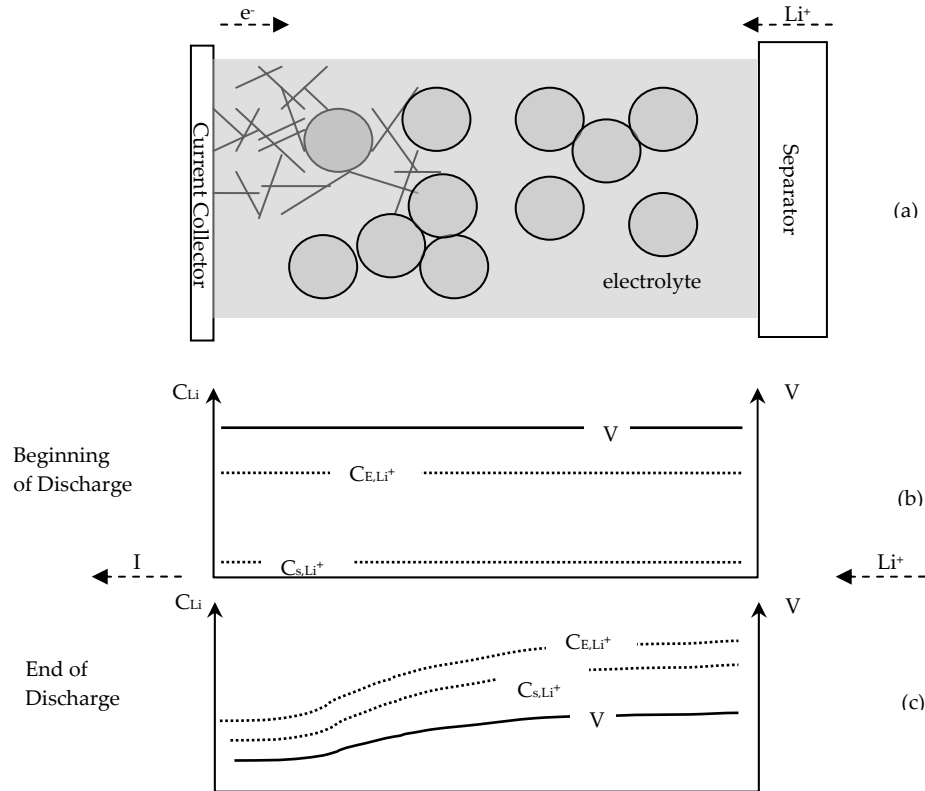 e-
Li+
Current Collector
Separator
(a)
electrolyte
CLi
V
Beginning
of Discharge
V
CE,Li+
(b)
Cs,Li+
I
Li+
CLi
V
End of
Discharge
CE,Li+
Cs,Li+
V
(c)